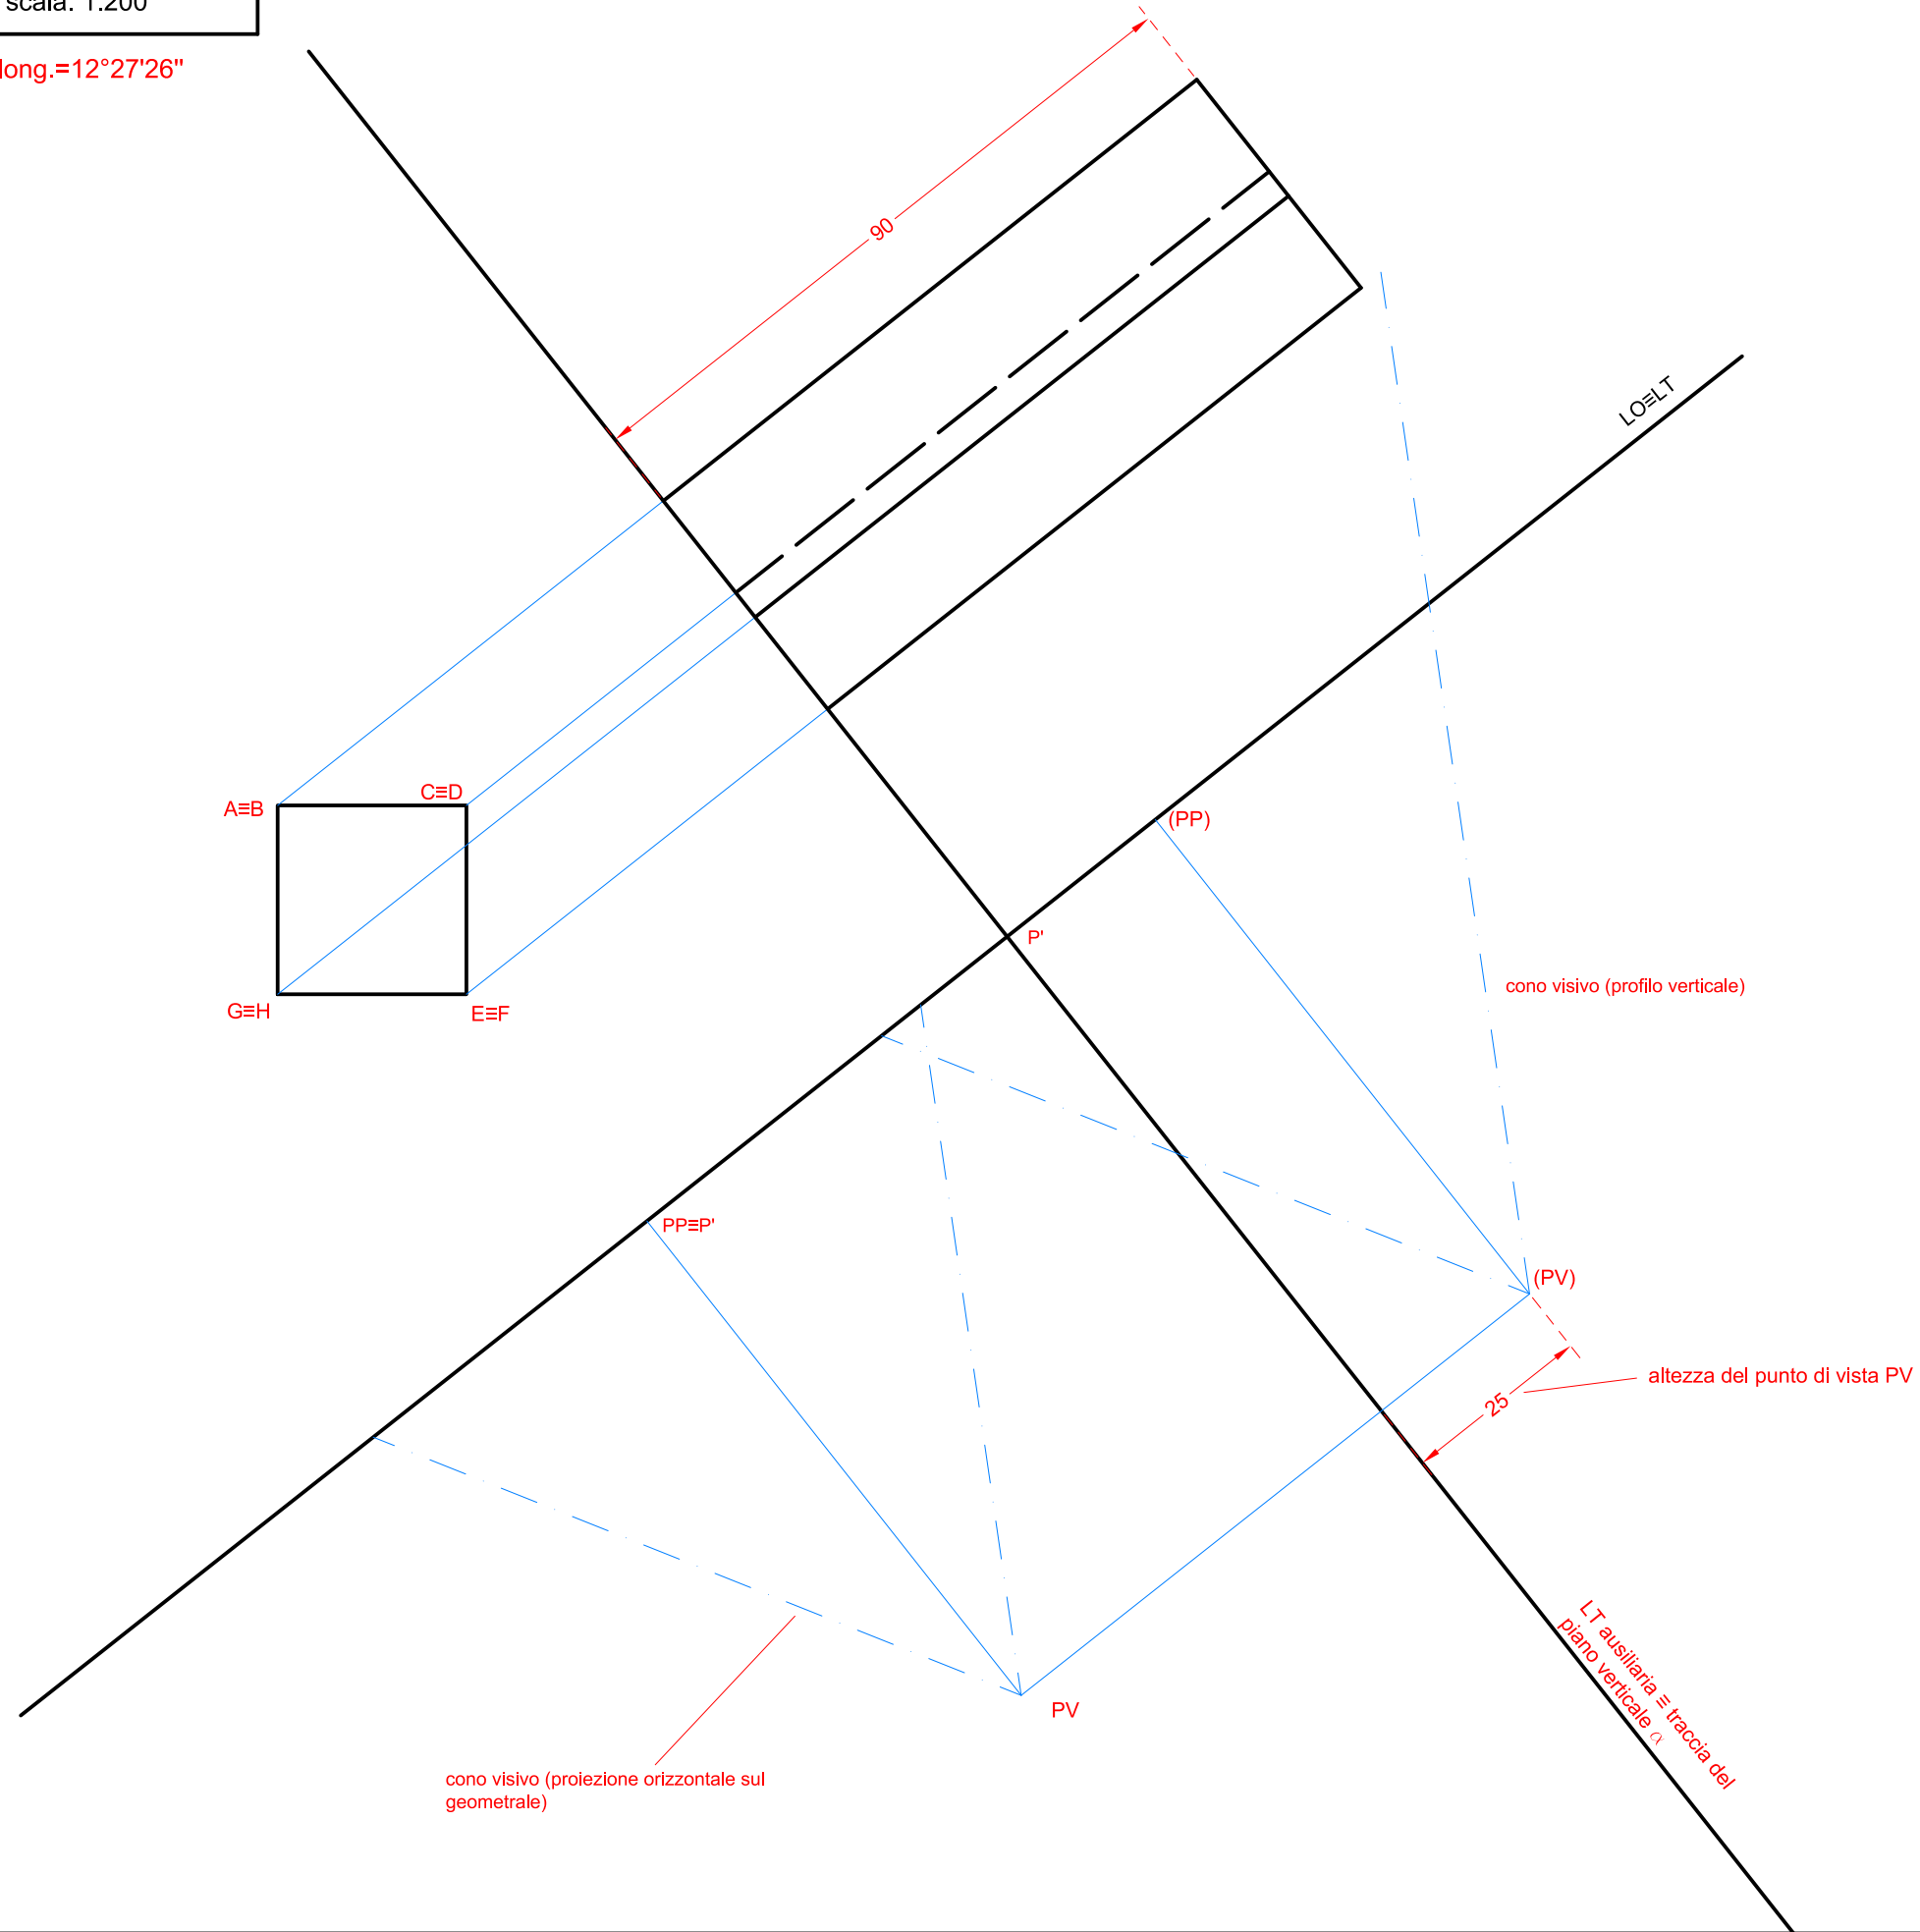 scala: 1:200
long.=12°27'26"
90
LO≡LT
A≡B
C≡D
(PP)
P'
cono visivo (profilo verticale)
G≡H
E≡F
PP≡P'
(PV)
altezza del punto di vista PV
25
PV
LT ausiliaria ≡ traccia del
piano verticale α
cono visivo (proiezione orizzontale sul
geometrale)